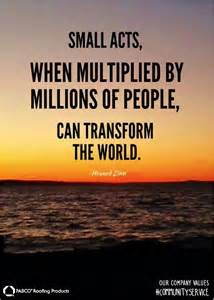 SMALL ACTS,
WHEN MULTIPLIED BY
MILLIONS OF PEOPLE,
CAN TRANSFORM
THE WORLD.
-Howard Zinn
PABCO® Roofing Products
OUR COMPANY VALUES
#COMMUNITYSERVICE